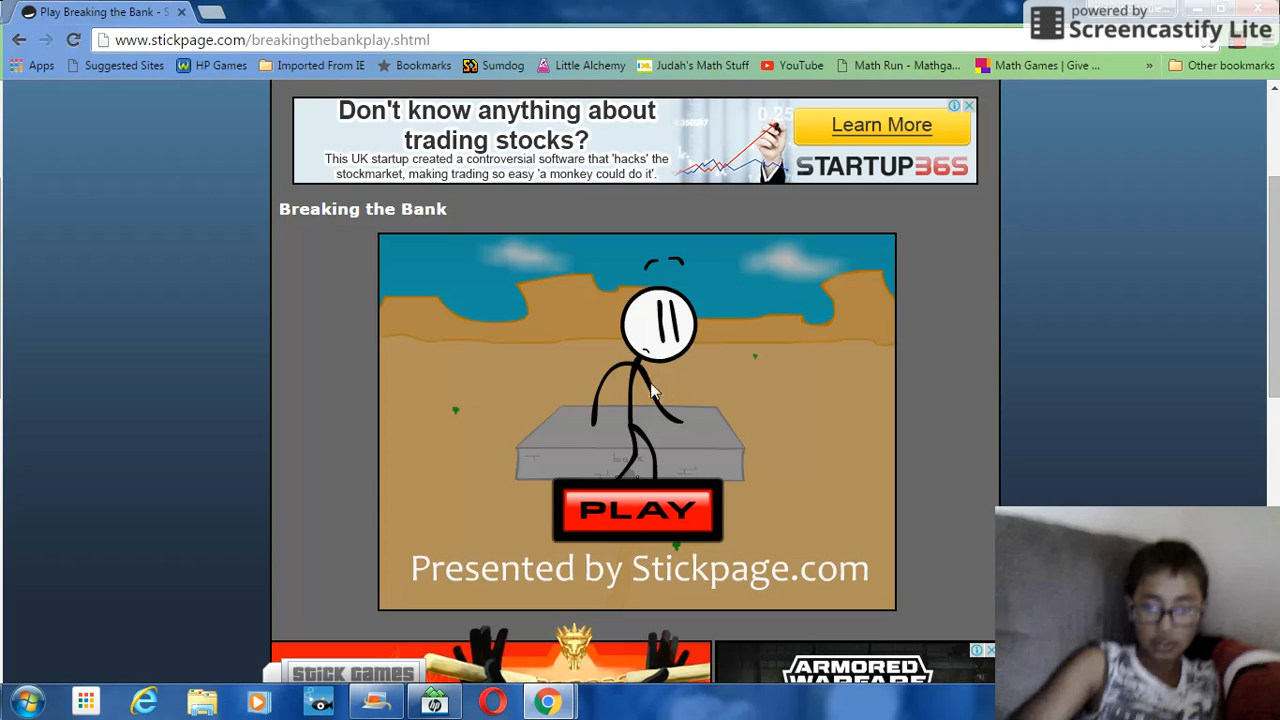 Play Breaking the Bank - S
powered by
Screencastify Lite
www.stickpage.com/breakingthebankplay.shtml
Apps
Suggested Sites
HP Games
Imported From IE
Bookmarks
Sumdog
Little Alchemy
Judah's Math Stuff
YouTube
Math Run - Mathga...
Math Games | Give ...
»
Other bookmarks
Don't know anything about
trading stocks?
This UK startup created a controversial software that 'hacks' the
stockmarket, making trading so easy 'a monkey could do it'.
Learn More
STARTUP36S
Breaking the Bank
PLAY
Presented by Stickpage.com
STICK GAMES
ARMORED
WARFARE